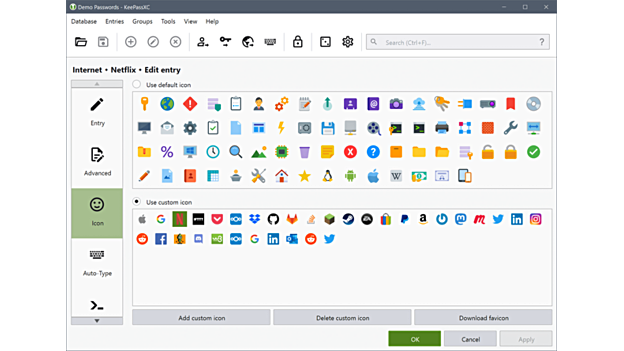 Demo Passwords - KeePassXC
Database Entries Groups Tools View Help
Search (Ctrl+F)... ?
Internet • Netflix • Edit entry
Use default icon
Entry
Advanced
Icon
Use custom icon
Auto-Type
Add custom icon Delete custom icon Download favicon
OK Cancel Apply